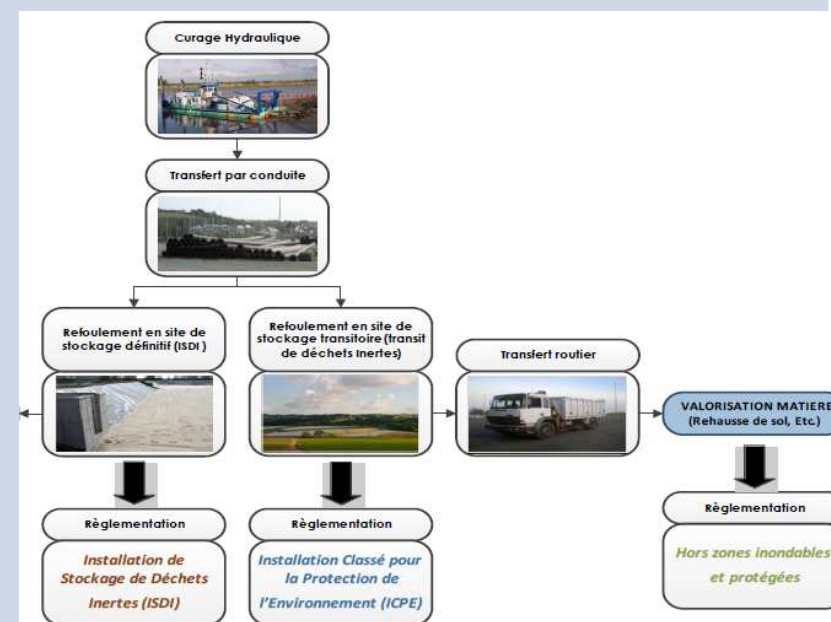 Curage Hydraulique
Transfert par conduite
Refoulement en site de
stockage définitif (ISDI )
Refoulement en site de
stockage transitoire (transit
de déchets Inertes)
Transfert routier
VALORISATION MATIERE
(Rehausse de sol, Etc.)
Règlementation
Installation de
Stockage de Déchets
Inertes (ISDI)
Règlementation
Installation Classé pour
la Protection de
l'Environnement (ICPE)
Règlementation
Hors zones inondables
et protégées